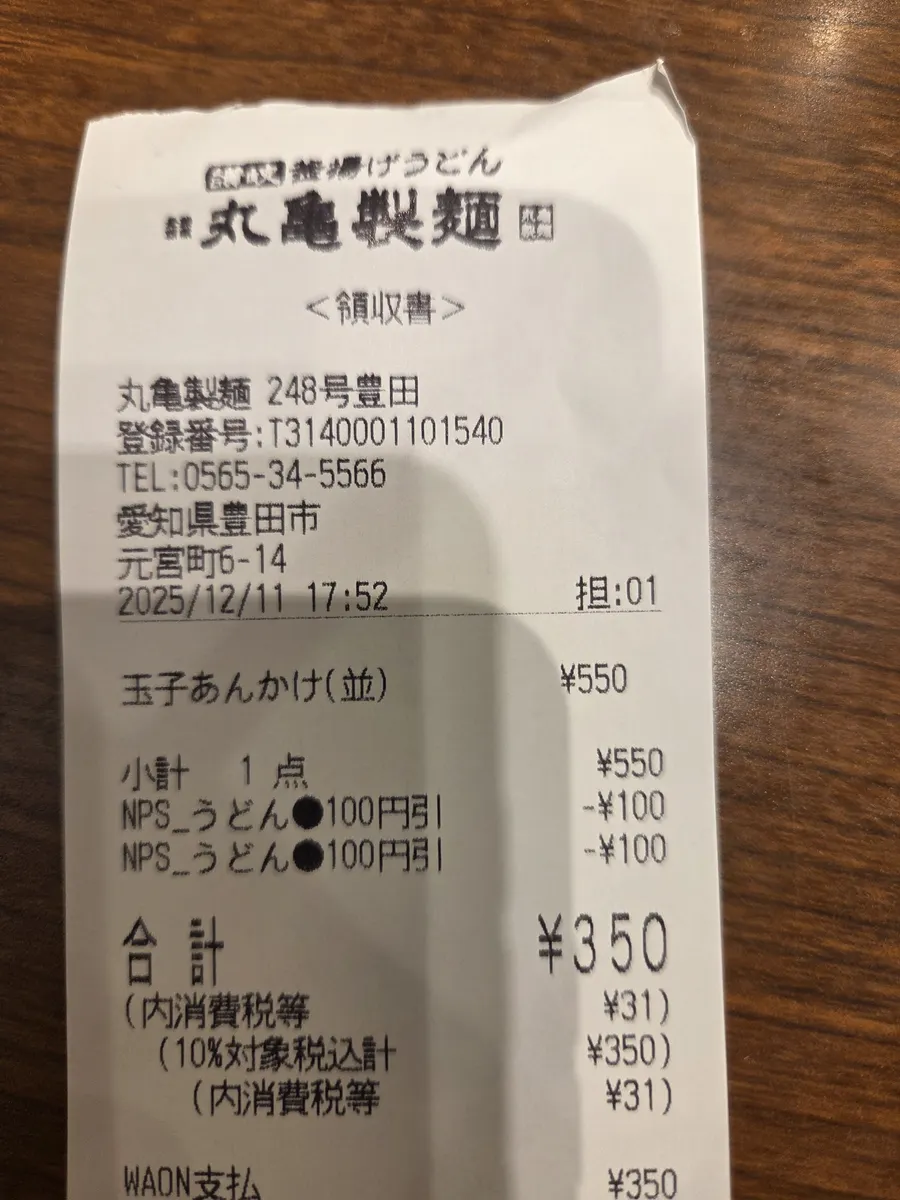 讃岐 釜揚げうどん
丸亀製麺
<領収書>
丸亀製麺 248号豊田
登録番号:T3140001101540
TEL:0565-34-5566
愛知県豊田市
元宮町6-14
2025/12/11 17:52 担:01
玉子あんかけ(並) ¥550
小計 1 点 ¥550
NPS_うどん●100円引 -¥100
NPS_うどん●100円引 -¥100
合計 ¥350
(内消費税等 ¥31)
(10%対象税込計 ¥350)
(内消費税等 ¥31)
WAON支払 ¥350